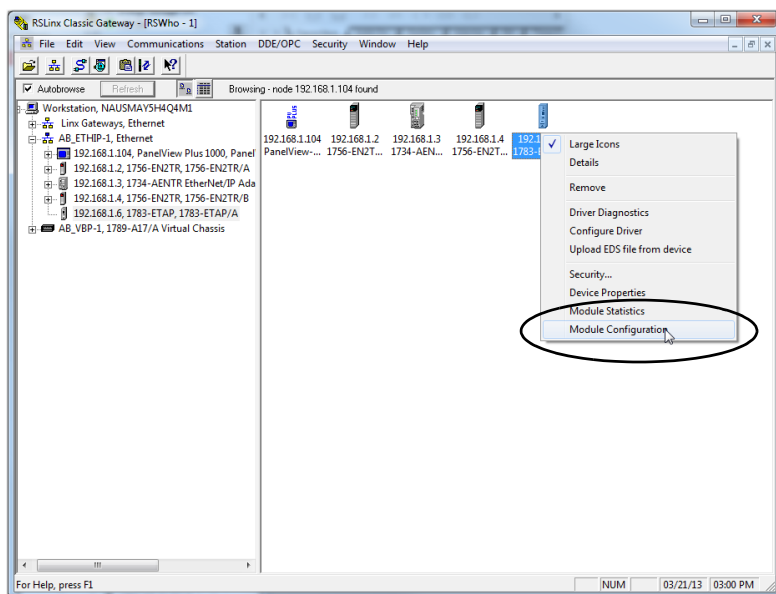 RSLinx Classic Gateway - [RSWho - 1]
File Edit View Communications Station DDE/OPC Security Window Help
Autobrowse Refresh Browsing - node 192.168.1.104 found
Workstation, NAUSMAY5H4Q4M1
Linx Gateways, Ethernet
AB_ETHIP-1, Ethernet
192.168.1.104, PanelView Plus 1000, Panel
192.168.1.2, 1756-EN2TR, 1756-EN2TR/A
192.168.1.3, 1734-AENTR EtherNet/IP Ada
192.168.1.4, 1756-EN2TR, 1756-EN2TR/B
192.168.1.6, 1783-ETAP, 1783-ETAP/A
AB_VBP-1, 1789-A17/A Virtual Chassis
192.168.1.104 192.168.1.2 192.168.1.3 192.168.1.4 192.1
PanelView-... 1756-EN2T... 1734-AEN... 1756-EN2T... 1783-E
Large Icons
Details
Remove
Driver Diagnostics
Configure Driver
Upload EDS file from device
Security...
Device Properties
Module Statistics
Module Configuration
For Help, press F1 NUM 03/21/13 03:00 PM